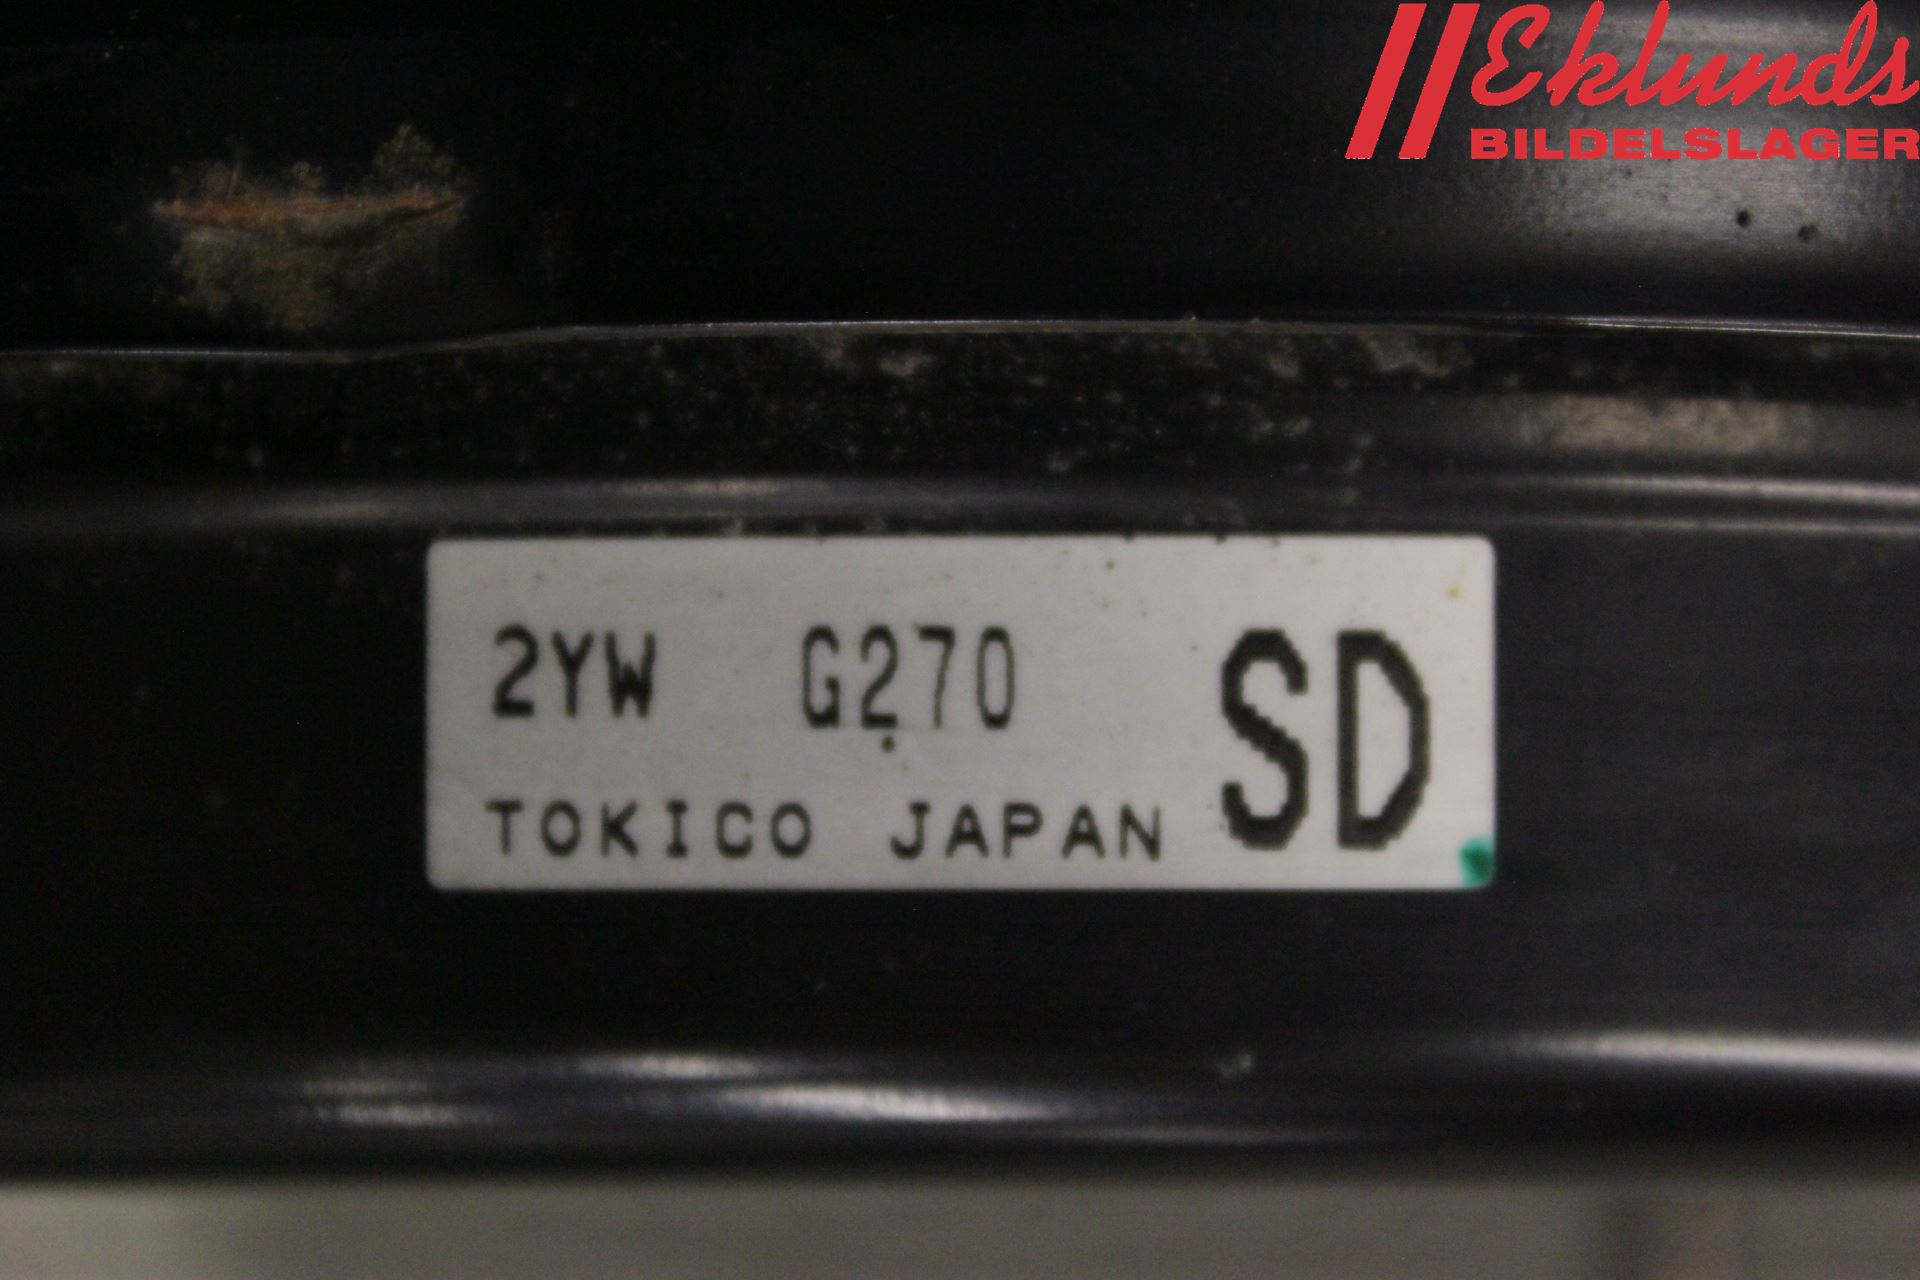 Eklunds
BILDELSLAGER
2YW G270 SD
TOKICO JAPAN